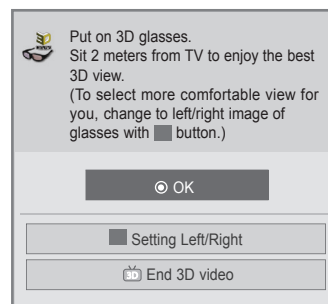 Put on 3D glasses.
Sit 2 meters from TV to enjoy the best
3D view.
(To select more comfortable view for
you, change to left/right image of
glasses with button.)
OK
Setting Left/Right
3D End 3D video